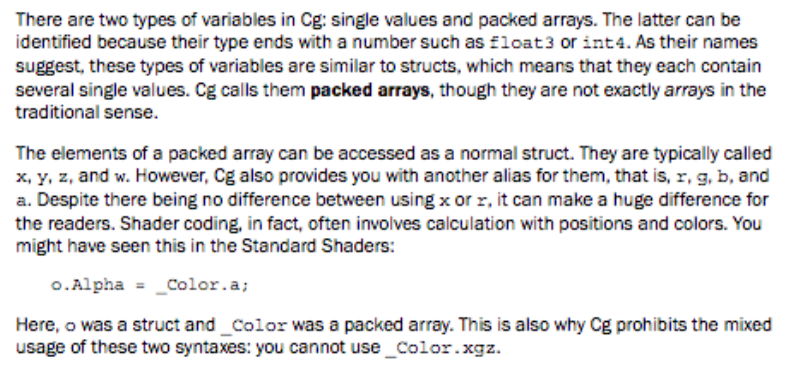 There are two types of variables in Cg: single values and packed arrays. The latter can be
identified because their type ends with a number such as float3 or int4. As their names
suggest, these types of variables are similar to structs, which means that they each contain
several single values. Cg calls them packed arrays, though they are not exactly arrays in the
traditional sense.
The elements of a packed array can be accessed as a normal struct. They are typically called
x, y, z, and w. However, Cg also provides you with another alias for them, that is, r, g, b, and
a. Despite there being no difference between using x or r, it can make a huge difference for
the readers. Shader coding, in fact, often involves calculation with positions and colors. You
might have seen this in the Standard Shaders:
o.Alpha = _Color.a;
Here, o was a struct and _Color was a packed array. This is also why Cg prohibits the mixed
usage of these two syntaxes: you cannot use _Color.xgz.